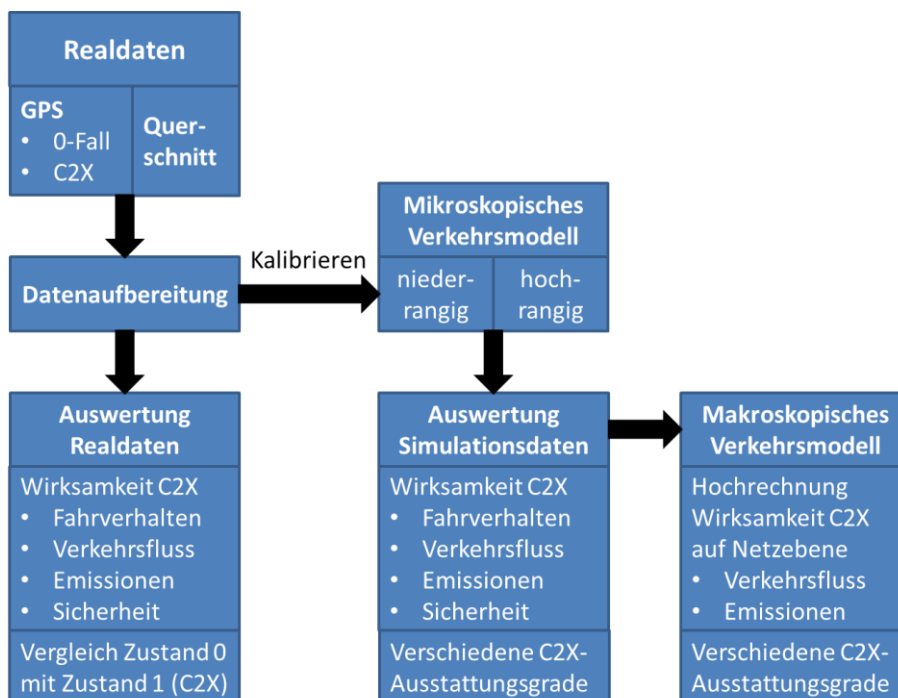 Realdaten
GPS
• 0-Fall
• C2X
Quer-
schnitt
Datenaufbereitung
Kalibrieren
Mikroskopisches
Verkehrsmodell
nieder-
rangig
hoch-
rangig
Auswertung
Realdaten
Wirksamkeit C2X
• Fahrverhalten
• Verkehrsfluss
• Emissionen
• Sicherheit
Vergleich Zustand 0
mit Zustand 1 (C2X)
Auswertung
Simulationsdaten
Wirksamkeit C2X
• Fahrverhalten
• Verkehrsfluss
• Emissionen
• Sicherheit
Verschiedene C2X-
Ausstattungsgrade
Makroskopisches
Verkehrsmodell
Hochrechnung
Wirksamkeit C2X
auf Netzebene
• Verkehrsfluss
• Emissionen
Verschiedene C2X-
Ausstattungsgrade